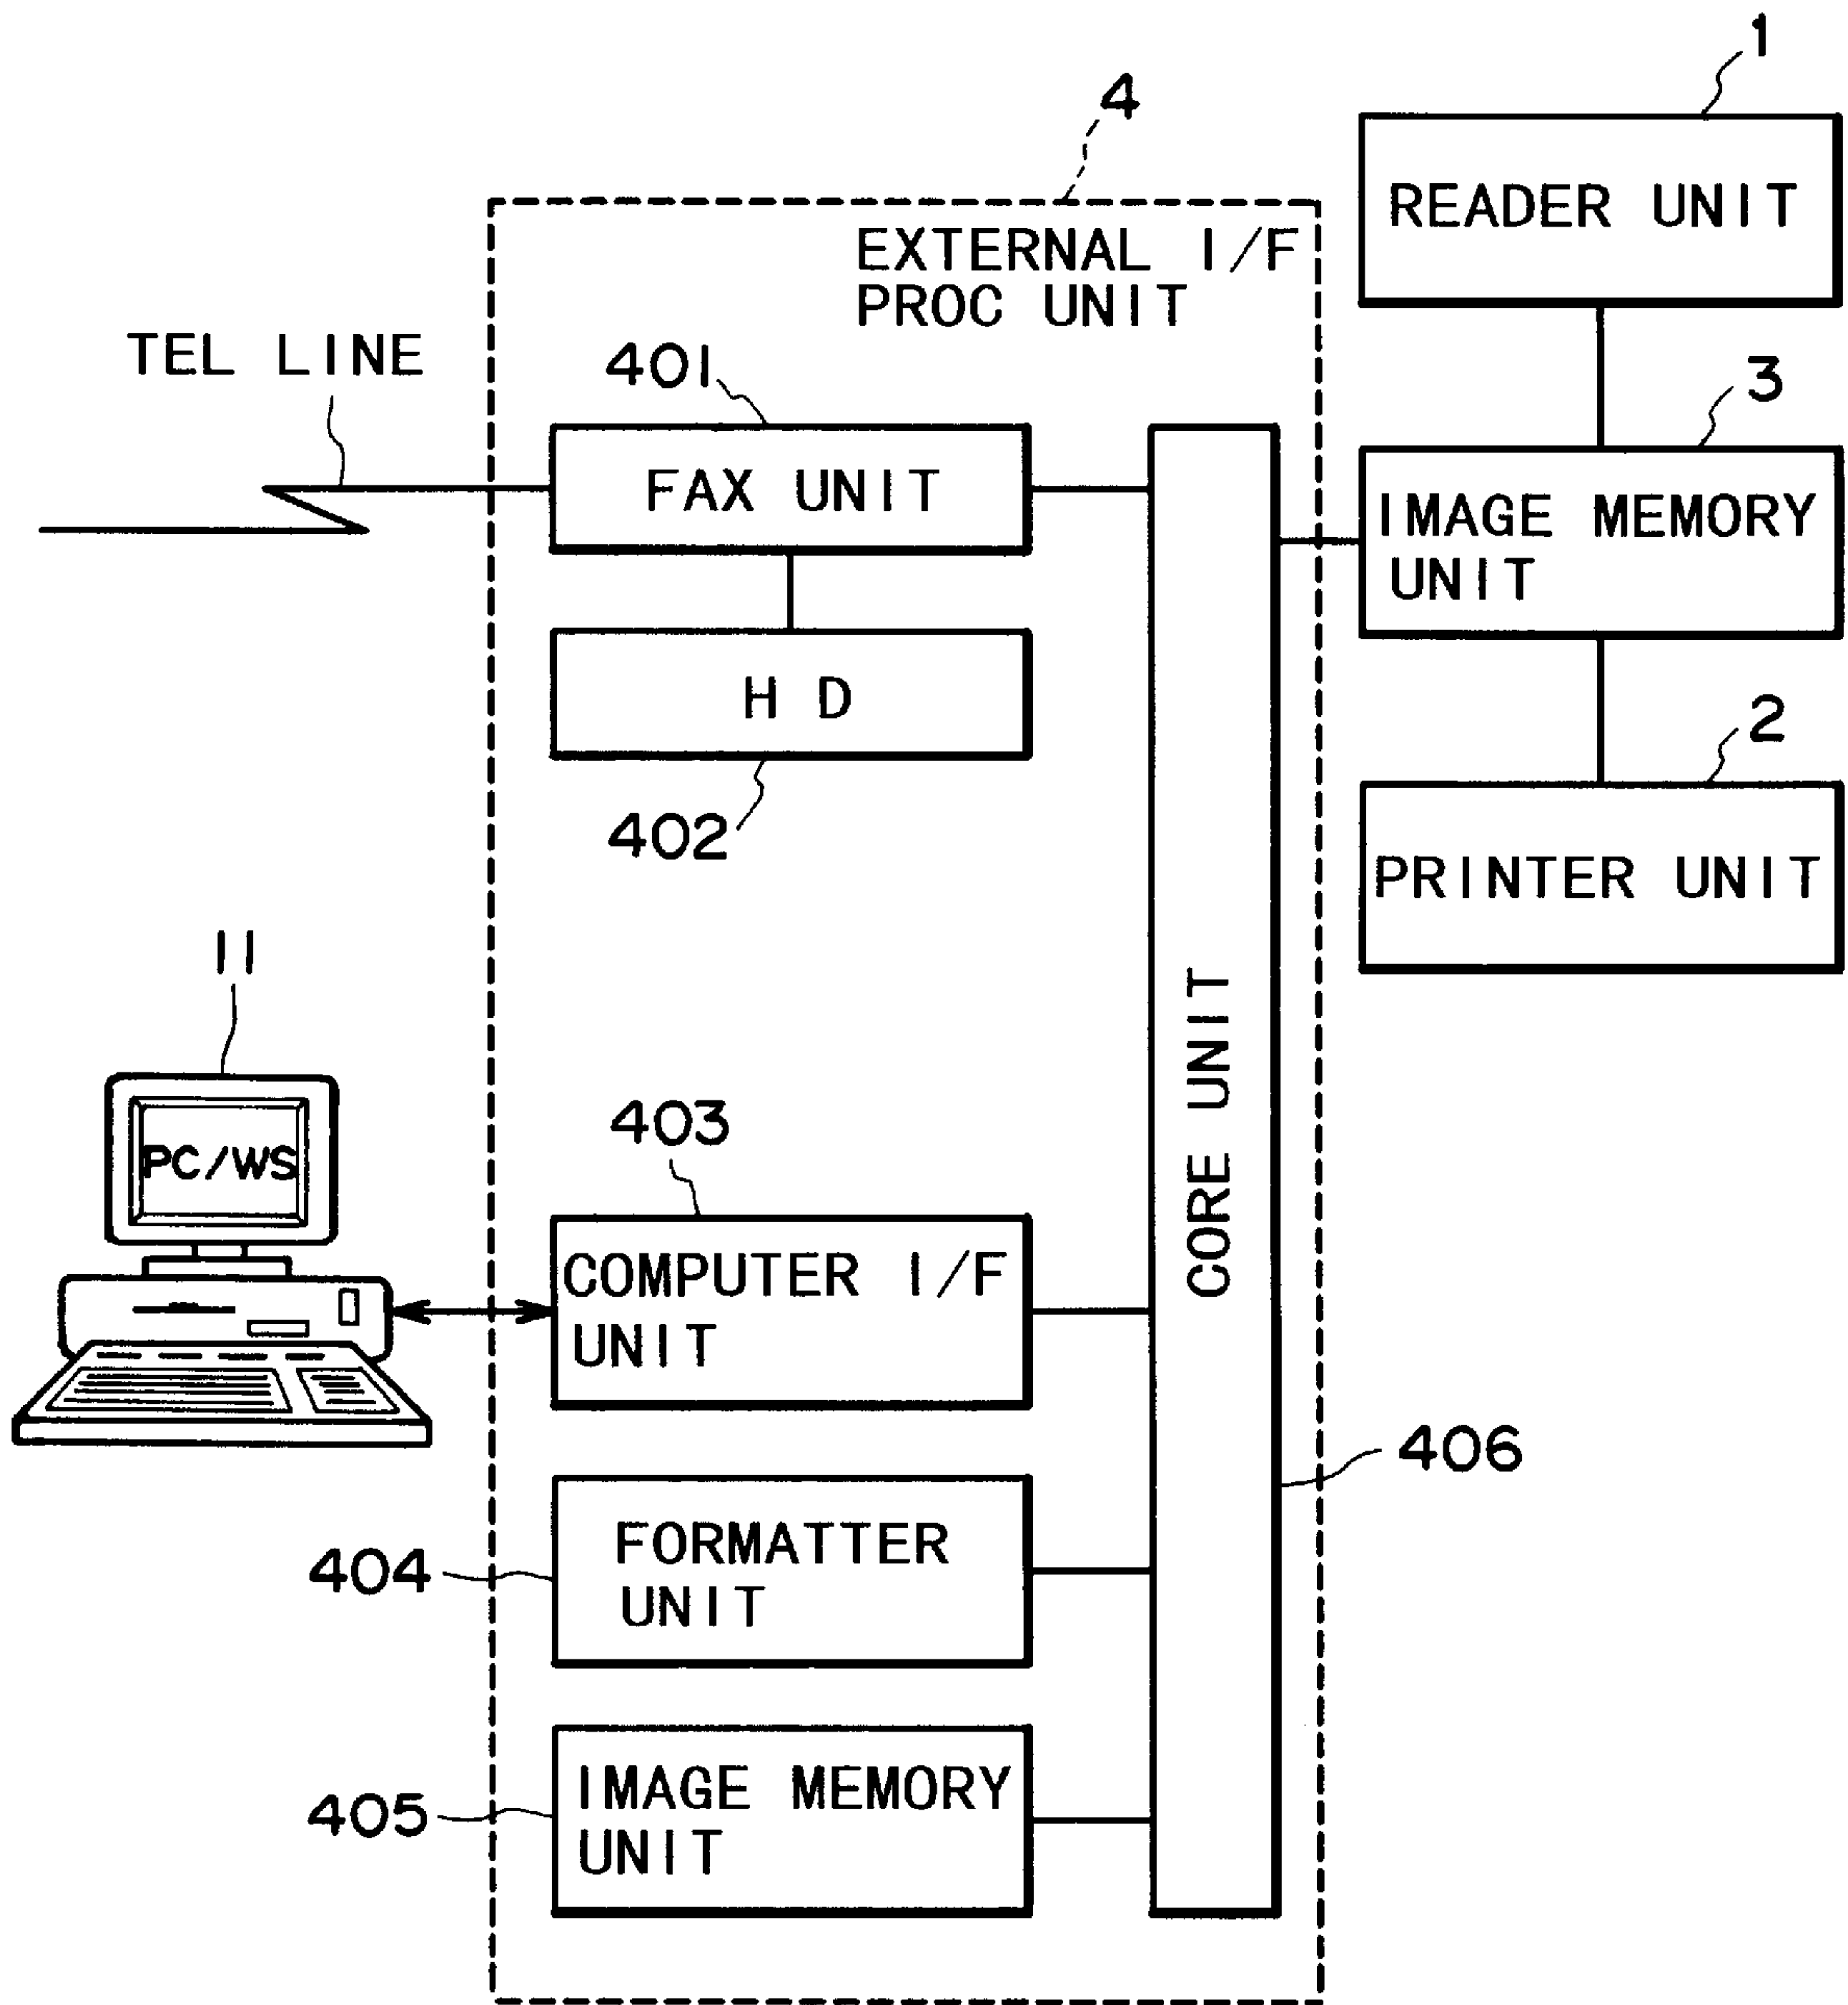 1
4
READER UNIT
EXTERNAL I/F
PROC UNIT
TEL LINE
401
3
FAX UNIT
IMAGE MEMORY
UNIT
HD
2
402
PRINTER UNIT
11
CORE UNIT
PC/WS
403
COMPUTER I/F
UNIT
406
FORMATTER
UNIT
404
IMAGE MEMORY
UNIT
405